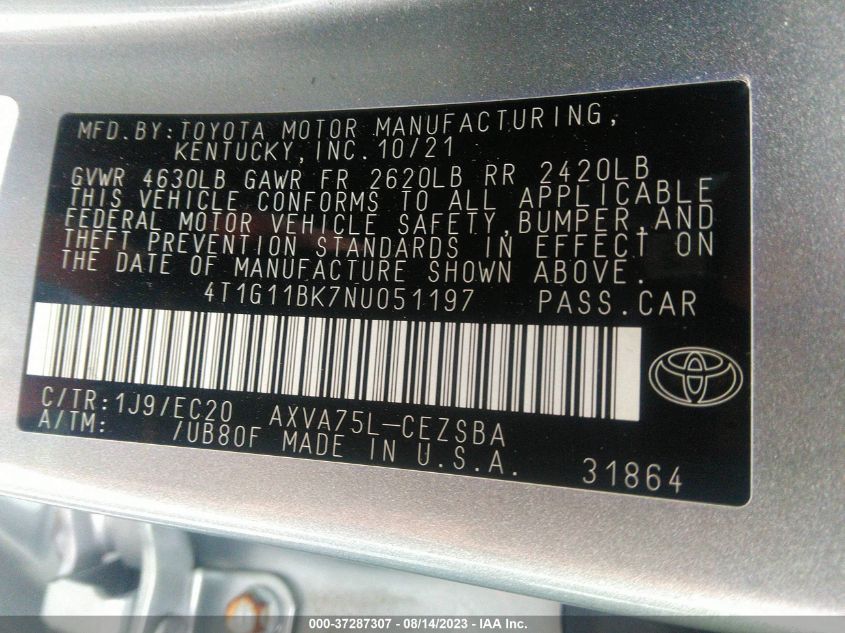 MFD.BY:TOYOTA MOTOR MANUFACTURING,
KENTUCKY,INC.10/21
GVWR 4630LB GAWR FR 2620LB RR 2420LB
THIS VEHICLE CONFORMS TO ALL APPLICABLE
FEDERAL MOTOR VEHICLE SAFETY,BUMPER,AND
THEFT PREVENTION STANDARDS IN EFFECT ON
THE DATE OF MANUFACTURE SHOWN ABOVE.
4T1G11BK7NU051197 PASS.CAR
C/TR:1J9/EC20 AXVA75L-CEZSBA
A/TM: /UB80F MADE IN U.S.A. 31864
000-37287307 - 08/14/2023 - IAA Inc.